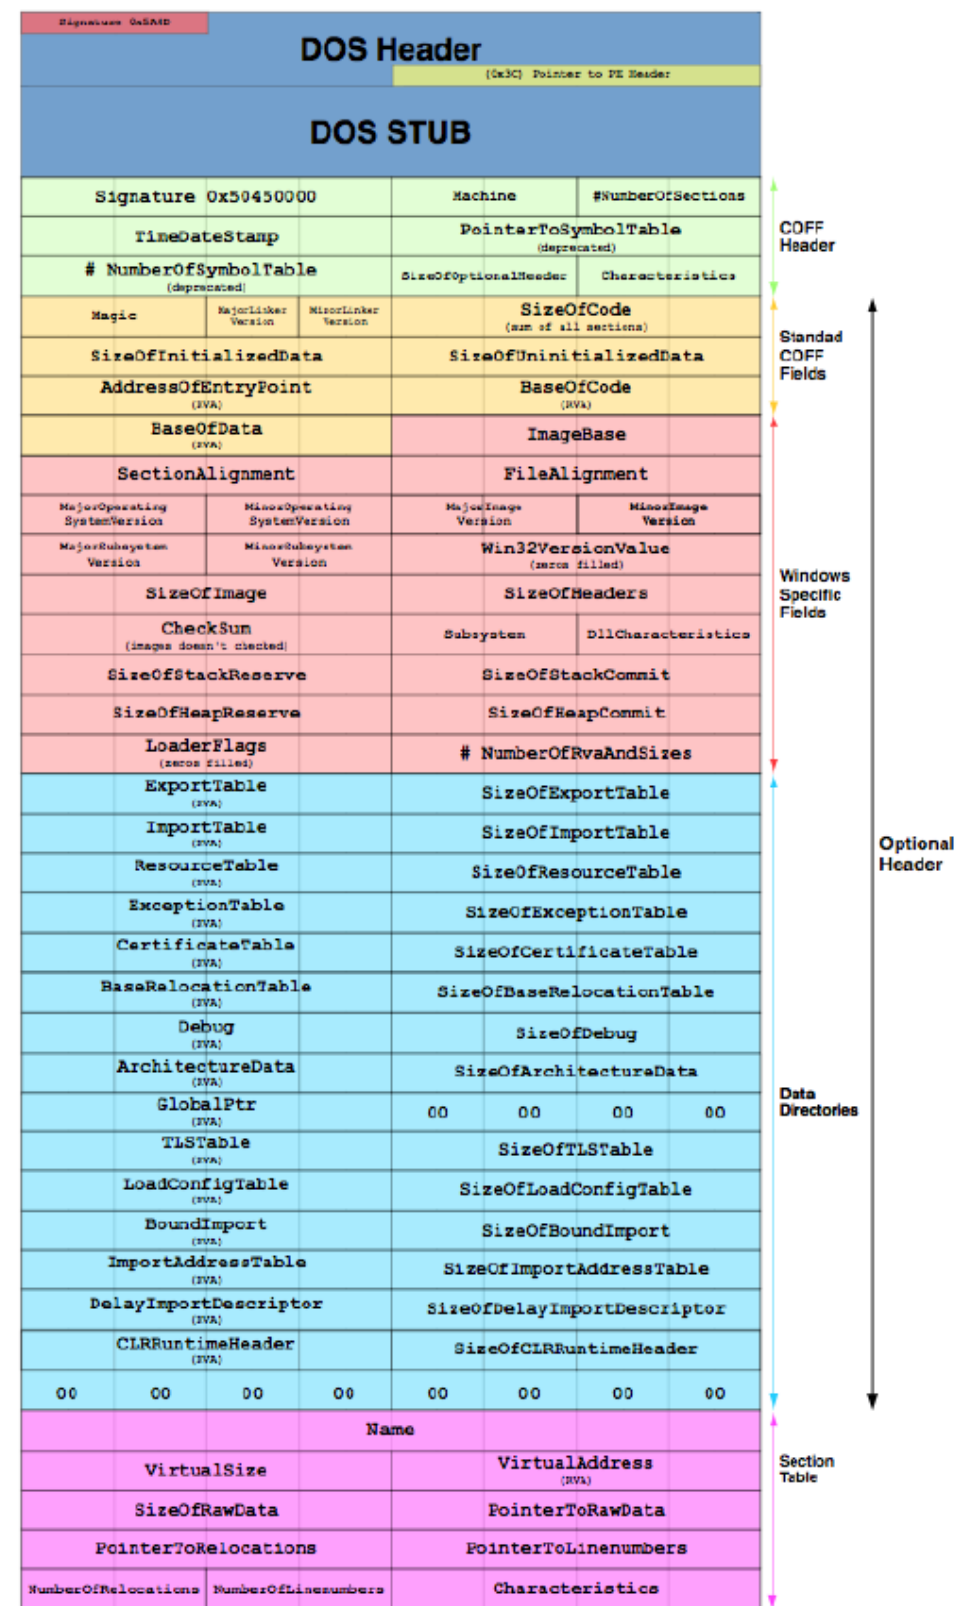 Signature 0x5A4D
DOS Header
(0x3C) Pointer to PE Header
DOS STUB
Signature 0x50450000
Machine
#NumberOfSections
TimeDateStamp
PointerToSymbolTable
(deprecated)
# NumberOfSymbolTable
(deprecated)
SizeOfOptionalHeader
Characteristics
COFF
Header
Magic
MajorLinker
Version
MinorLinker
Version
SizeOfCode
(sum of all sections)
SizeOfInitializedData
SizeOfUninitializedData
AddressOfEntryPoint
(RVA)
BaseOfCode
(RVA)
Standad
COFF
Fields
BaseOfData
(RVA)
ImageBase
SectionAlignment
FileAlignment
MajorOperating
SystemVersion
MinorOperating
SystemVersion
MajorImage
Version
MinorImage
Version
MajorSubsystem
Version
MinorSubsystem
Version
Win32VersionValue
(zeros filled)
SizeOfImage
SizeOfHeaders
CheckSum
(images doesn't checked)
Subsystem
DllCharacteristics
SizeOfStackReserve
SizeOfStackCommit
SizeOfHeapReserve
SizeOfHeapCommit
LoaderFlags
(zeros filled)
# NumberOfRvaAndSizes
Windows
Specific
Fields
ExportTable
(RVA)
SizeOfExportTable
ImportTable
(RVA)
SizeOfImportTable
ResourceTable
(RVA)
SizeOfResourceTable
ExceptionTable
(RVA)
SizeOfExceptionTable
CertificateTable
(RVA)
SizeOfCertificateTable
BaseRelocationTable
(RVA)
SizeOfBaseRelocationTable
Debug
(RVA)
SizeOfDebug
ArchitectureData
(RVA)
SizeOfArchitectureData
GlobalPtr
(RVA)
00 00 00 00
TLSTable
(RVA)
SizeOfTLSTable
LoadConfigTable
(RVA)
SizeOfLoadConfigTable
BoundImport
(RVA)
SizeOfBoundImport
ImportAddressTable
(RVA)
SizeOfImportAddressTable
DelayImportDescriptor
(RVA)
SizeOfDelayImportDescriptor
CLRRuntimeHeader
(RVA)
SizeOfCLRRuntimeHeader
00 00 00 00 00 00 00 00
Data
Directories
Optional
Header
Name
VirtualSize
VirtualAddress
(RVA)
SizeOfRawData
PointerToRawData
PointerToRelocations
PointerToLinenumbers
NumberOfRelocations
NumberOfLinenumbers
Characteristics
Section
Table